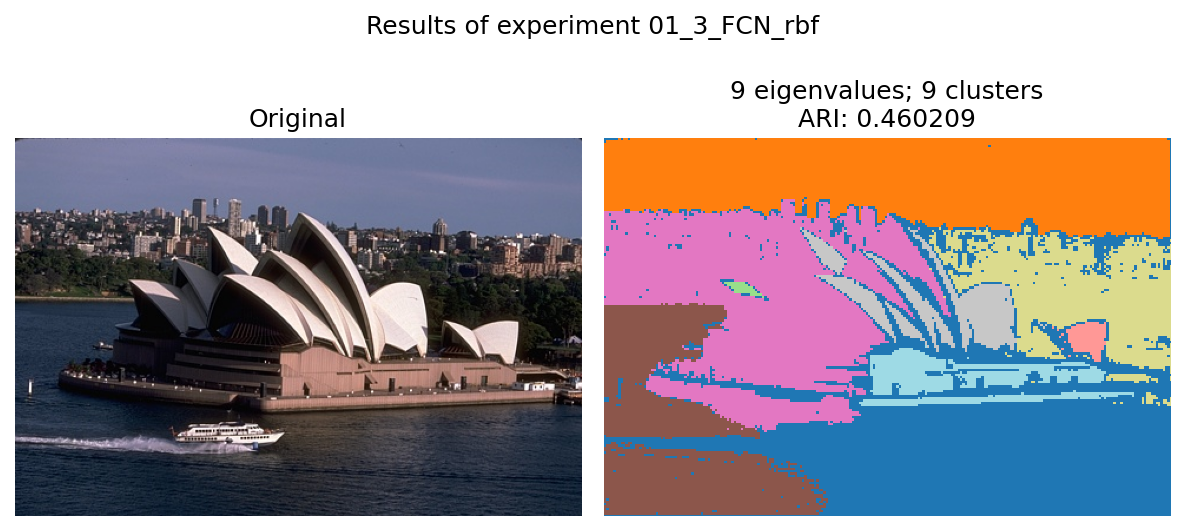 Results of experiment 01_3_FCN_rbf
Original
9 eigenvalues; 9 clusters
ARI: 0.460209